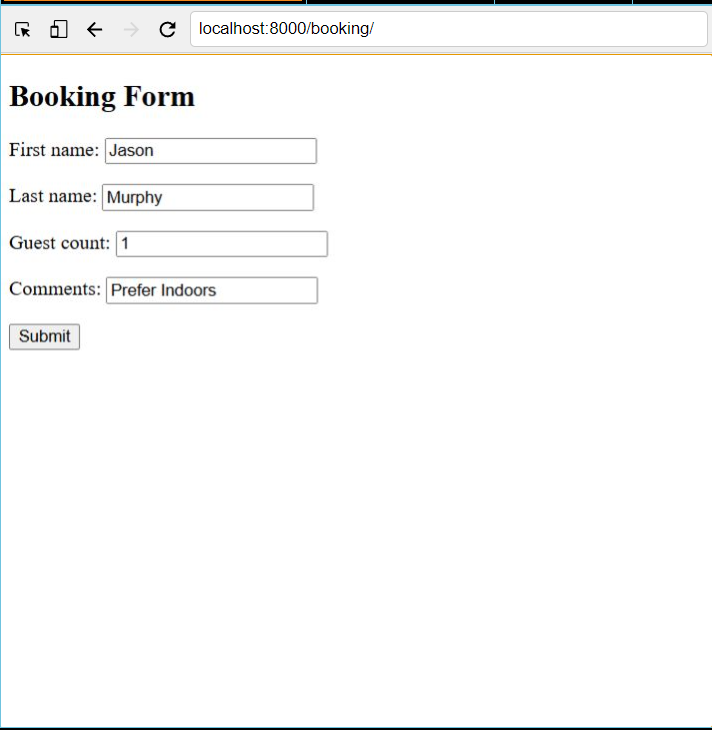 localhost:8000/booking/
Booking Form
First name: Jason
Last name: Murphy
Guest count: 1
Comments: Prefer Indoors
Submit